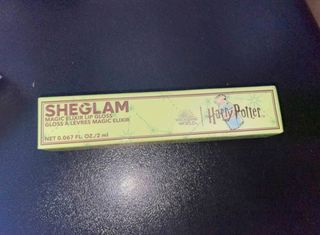 SHEGLAM
MAGIC ELIXIR LIP GLOSS
GLOSS À LÈVRES MAGIC ELIXIR
NET 0.067 FL. OZ./2 ml
Harry Potter